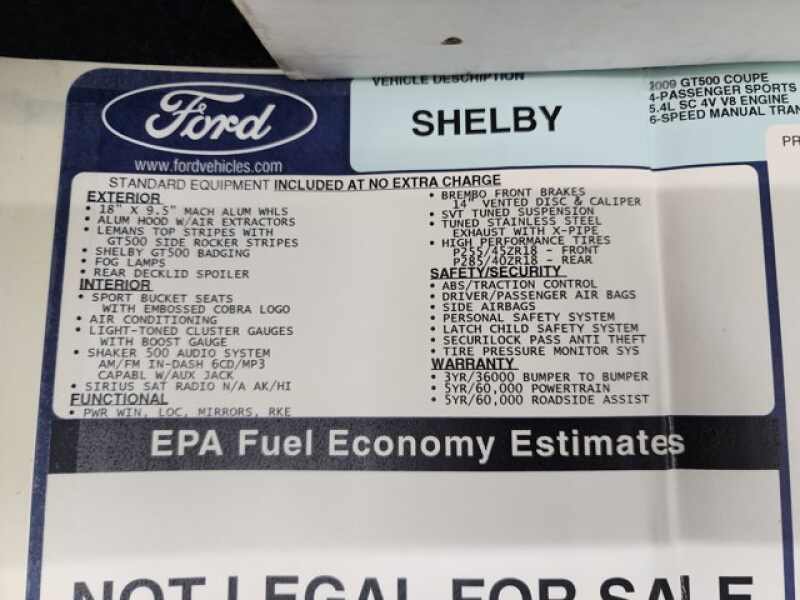 Ford
www.fordvehicles.com
VEHICLE DESCRIPTION
SHELBY
2009 GT500 COUPE
4-PASSENGER SPORTS
5.4L SC 4V V8 ENGINE
6-SPEED MANUAL TRAN
PR
STANDARD EQUIPMENT INCLUDED AT NO EXTRA CHARGE
EXTERIOR
• 18" X 9.5" MACH ALUM WHLS
• ALUM HOOD W/AIR EXTRACTORS
• LEMANS TOP STRIPES WITH
GT500 SIDE ROCKER STRIPES
• SHELBY GT500 BADGING
• FOG LAMPS
• REAR DECKLID SPOILER
INTERIOR
• SPORT BUCKET SEATS
WITH EMBOSSED COBRA LOGO
• AIR CONDITIONING
• LIGHT-TONED CLUSTER GAUGES
WITH BOOST GAUGE
• SHAKER 500 AUDIO SYSTEM
AM/FM IN-DASH 6CD/MP3
CAPABL W/AUX JACK
• SIRIUS SAT RADIO N/A AK/HI
FUNCTIONAL
• PWR WIN, LOC, MIRRORS, RKE
• BREMBO FRONT BRAKES
14" VENTED DISC & CALIPER
• SVT TUNED SUSPENSION
• TUNED STAINLESS STEEL
EXHAUST WITH X-PIPE
• HIGH PERFORMANCE TIRES
P255/45ZR18 - FRONT
P285/40ZR18 - REAR
SAFETY/SECURITY
• ABS/TRACTION CONTROL
• DRIVER/PASSENGER AIR BAGS
• SIDE AIRBAGS
• PERSONAL SAFETY SYSTEM
• LATCH CHILD SAFETY SYSTEM
• SECURILOCK PASS ANTI THEFT
• TIRE PRESSURE MONITOR SYS
WARRANTY
• 3YR/36000 BUMPER TO BUMPER
• 5YR/60,000 POWERTRAIN
• 5YR/60,000 ROADSIDE ASSIST
EPA Fuel Economy Estimates
NOT LEGAL FOR SALE